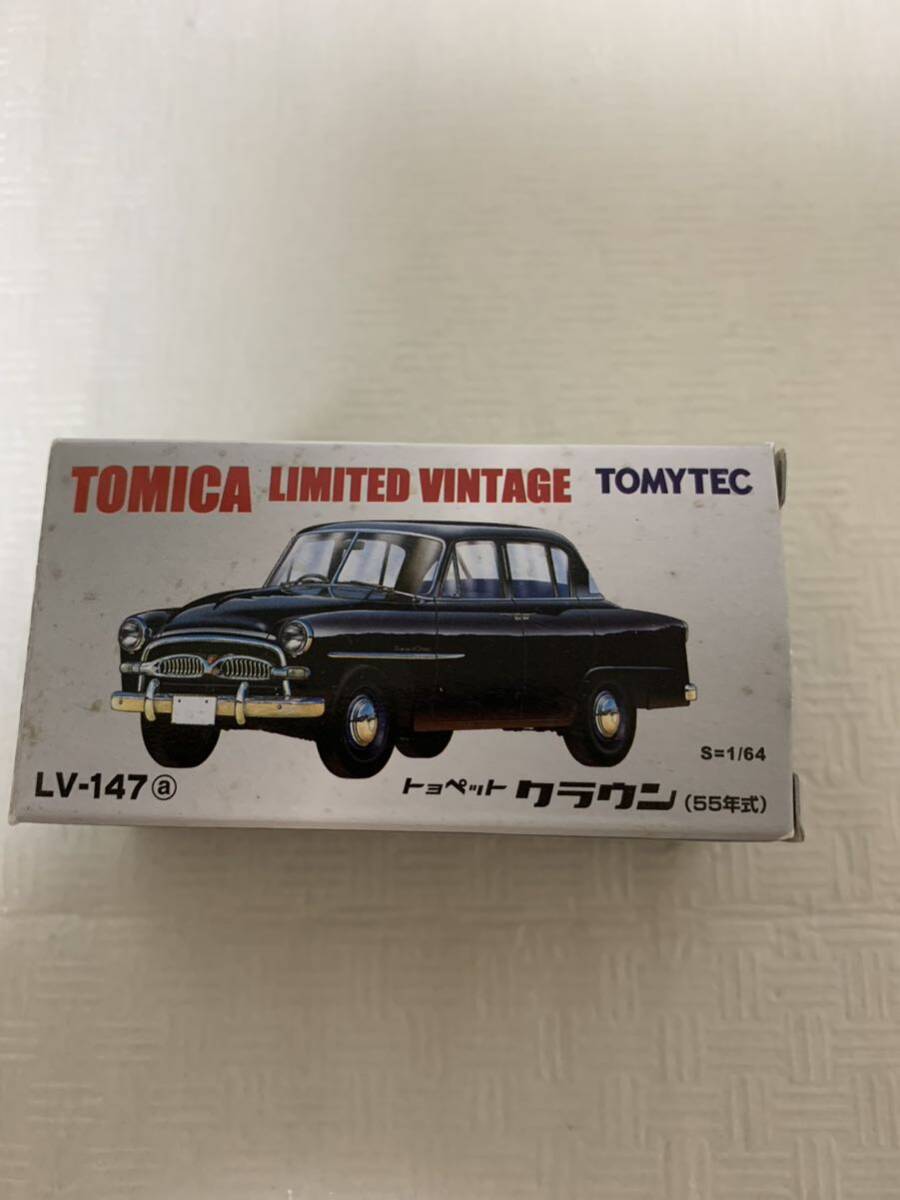 TOMICA LIMITED VINTAGE TOMYTEC
S=1/64
LV-147 ⓐ トヨペット クラウン (55年式)